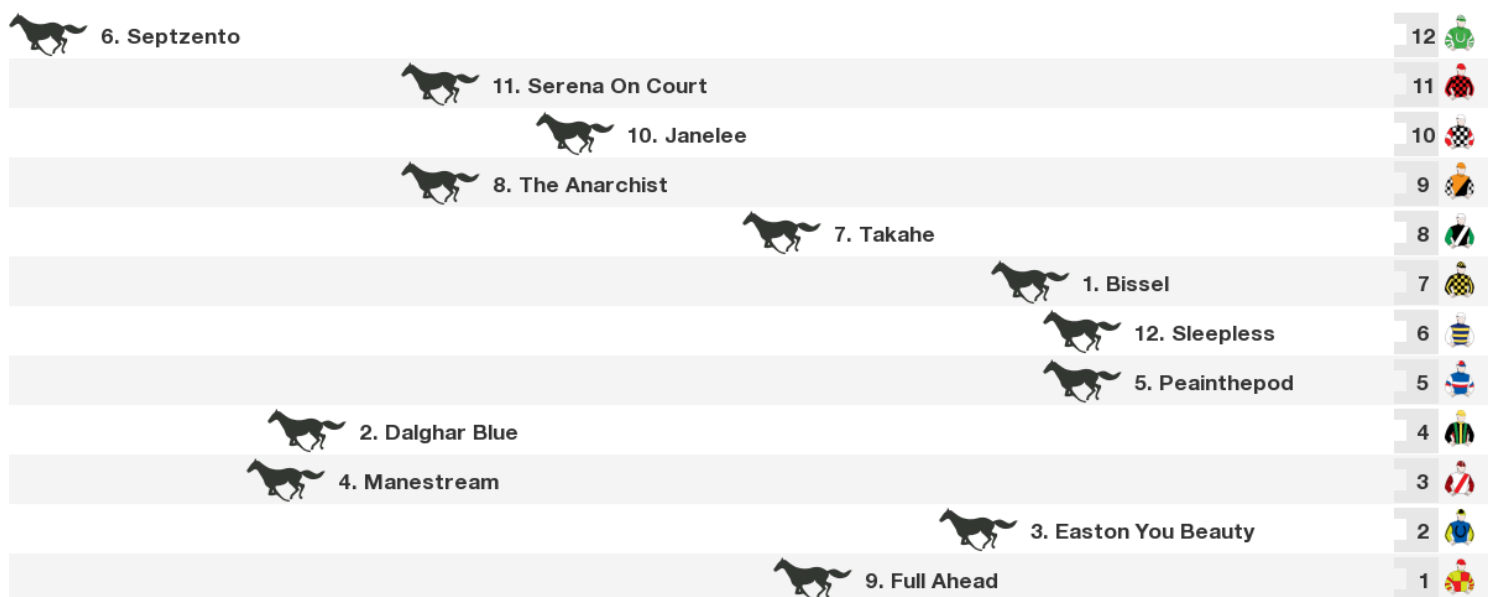 6. Septzento 12
11. Serena On Court 11
10. Janelee 10
8. The Anarchist 9
7. Takahe 8
1. Bissel 7
12. Sleepless 6
5. Peainthepod 5
2. Dalghar Blue 4
4. Manestream 3
3. Easton You Beauty 2
9. Full Ahead 1